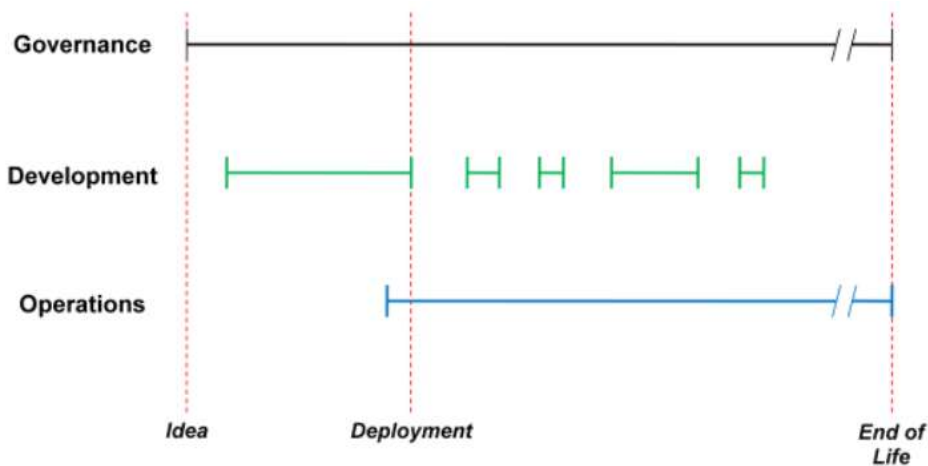 Governance
Development
Operations
Idea
Deployment
End of
Life